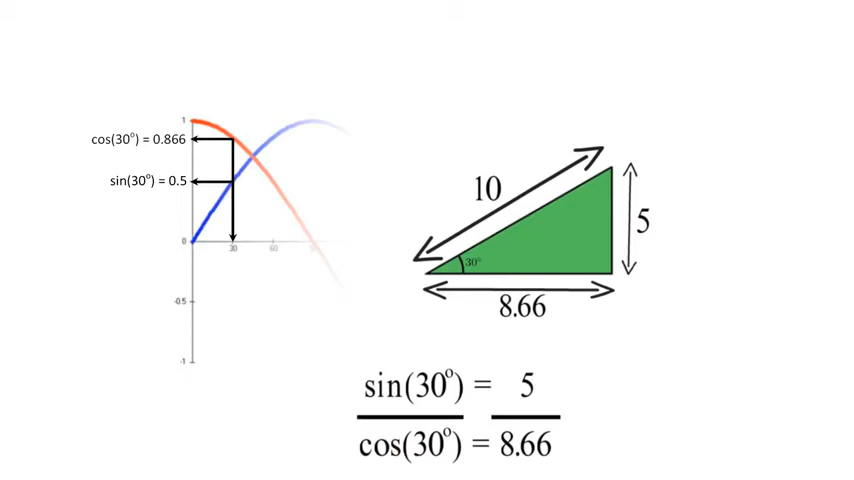 1
cos(30°) = 0.866
sin(30°) = 0.5
0
30
60
-0.5
-1
10
5
30°
8.66
sin(30°) = 5
cos(30°) = 8.66